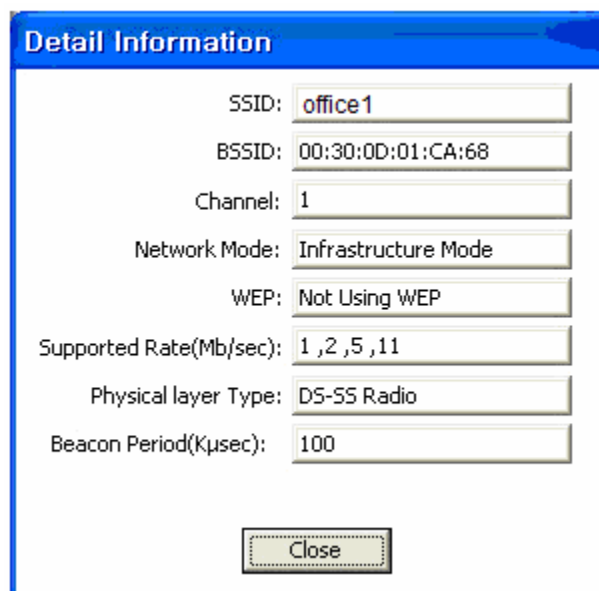 Detail Information
SSID: office1
BSSID: 00:30:0D:01:CA:68
Channel: 1
Network Mode: Infrastructure Mode
WEP: Not Using WEP
Supported Rate(Mb/sec): 1 ,2 ,5 ,11
Physical layer Type: DS-SS Radio
Beacon Period(Kµsec): 100
Close